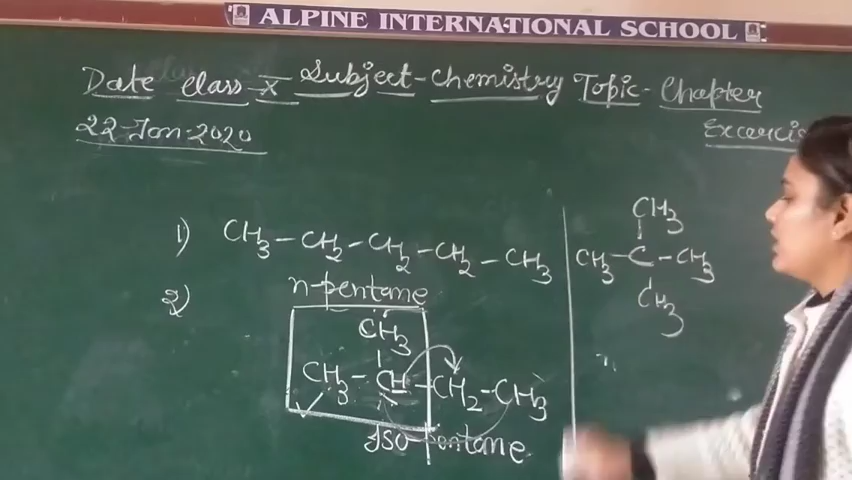 ALPINE INTERNATIONAL SCHOOL
Date Class-X Subject-Chemistry Topic-Chapter
22-Jan-2020 Excercis
1) CH3-CH2-CH2-CH2-CH3
n-pentane
2)
CH3
CH3-CH-CH2-CH3
Iso-pentane
CH3
CH3-C-CH3
CH3